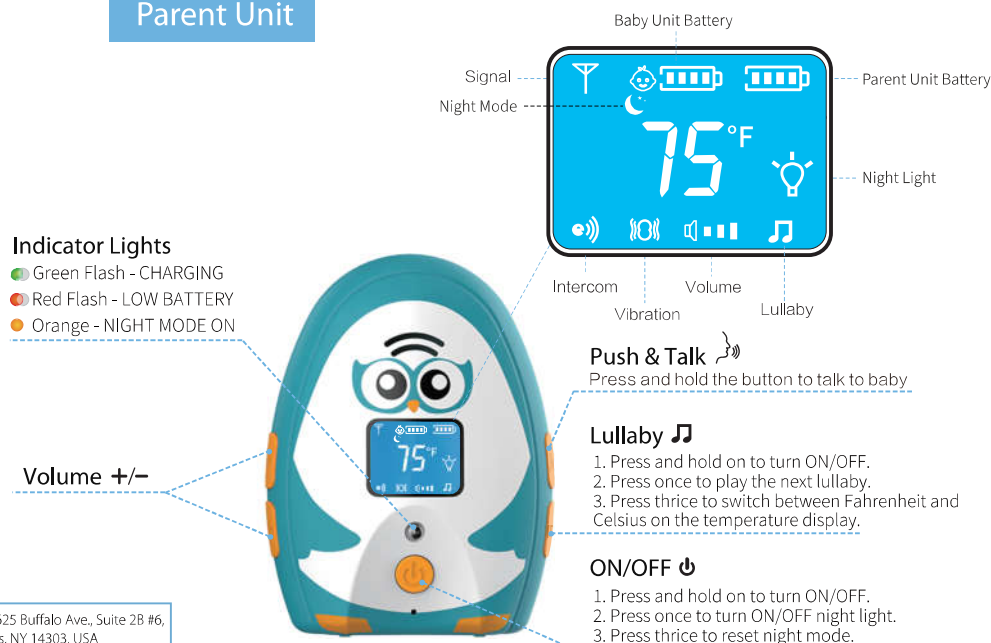 Parent Unit
Baby Unit Battery
Signal
Parent Unit Battery
Night Mode
75°F
Night Light
Intercom
Volume
Vibration
Lullaby
Indicator Lights
Green Flash - CHARGING
Red Flash - LOW BATTERY
Orange - NIGHT MODE ON
Push & Talk
Press and hold the button to talk to baby
75°F
Volume +/-
Lullaby
1. Press and hold on to turn ON/OFF.
2. Press once to play the next lullaby.
3. Press thrice to switch between Fahrenheit and
Celsius on the temperature display.
ON/OFF
1. Press and hold on to turn ON/OFF.
2. Press once to turn ON/OFF night light.
3. Press thrice to reset night mode.
Buffalo Ave., Suite 2B #6,
NY 14303, USA